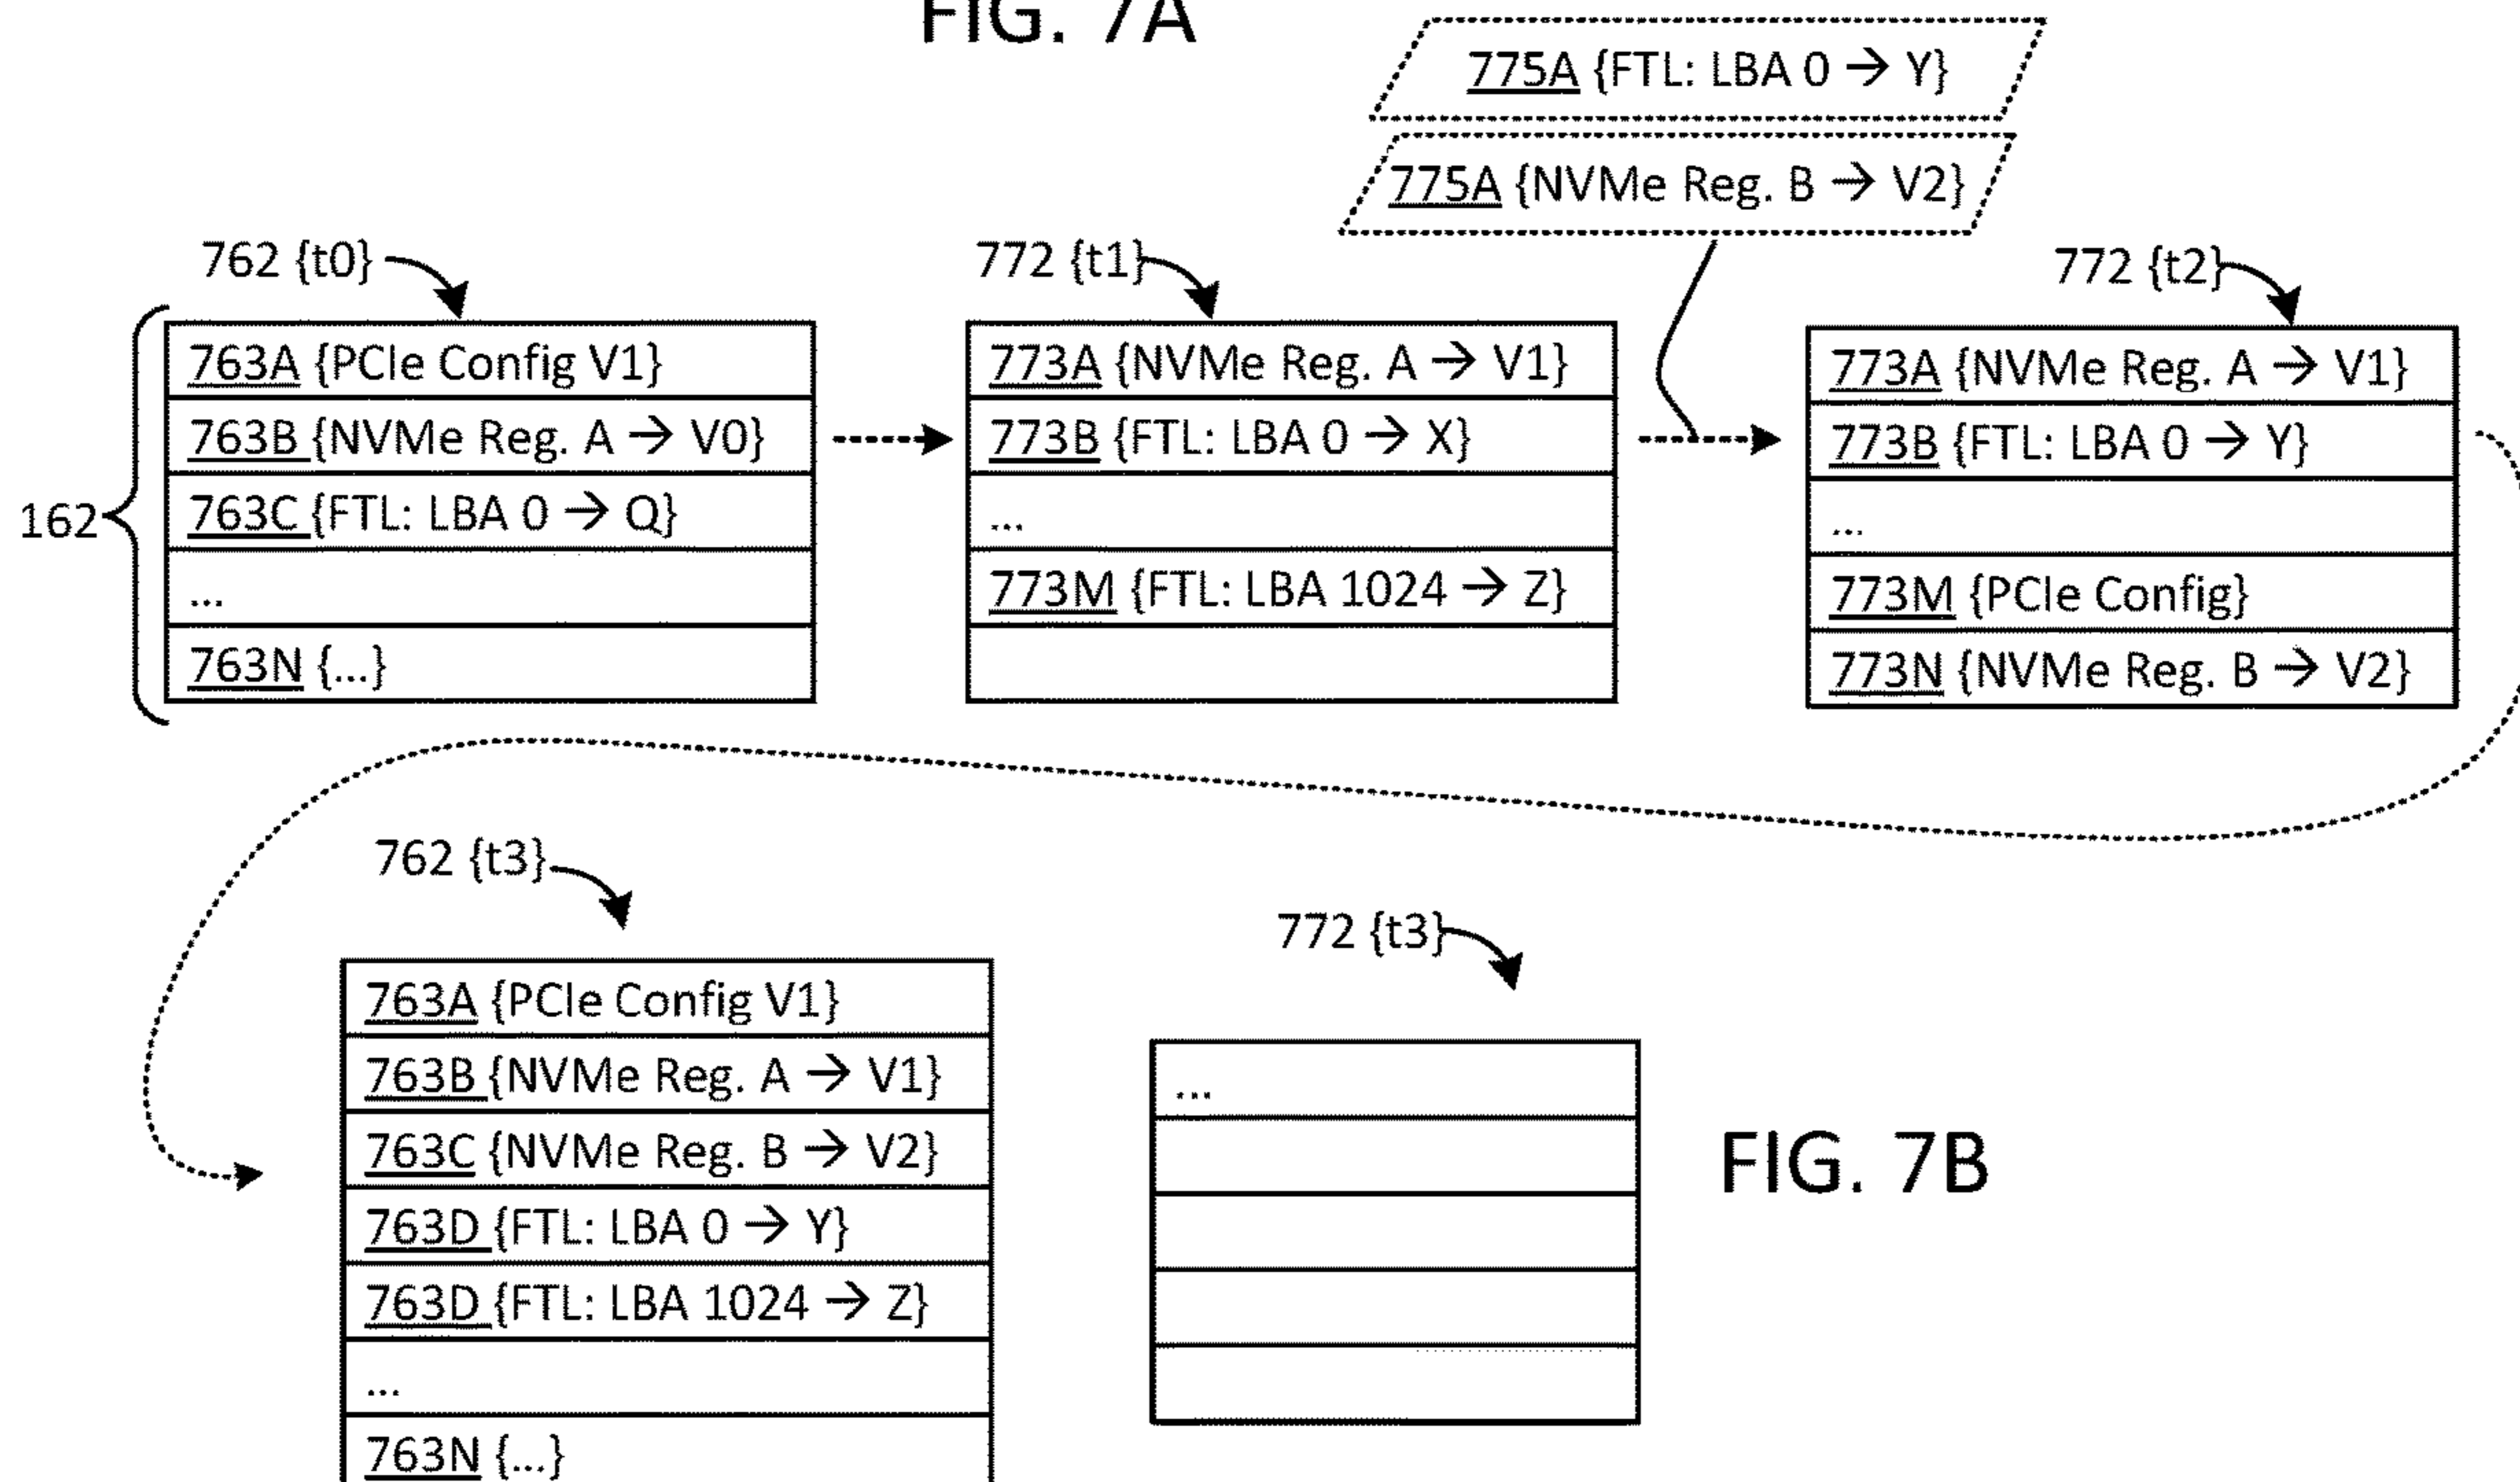 FIG. 7A
775A {FTL: LBA 0 → Y}
775A {NVMe Reg. B → V2}
762 {t0}
772 {t1}
772 {t2}
162
763A {PCIe Config V1}
763B {NVMe Reg. A → V0}
763C {FTL: LBA 0 → Q}
...
763N {...}
773A {NVMe Reg. A → V1}
773B {FTL: LBA 0 → X}
...
773M {FTL: LBA 1024 → Z}
773A {NVMe Reg. A → V1}
773B {FTL: LBA 0 → Y}
...
773M {PCIe Config}
773N {NVMe Reg. B → V2}
762 {t3}
772 {t3}
763A {PCIe Config V1}
763B {NVMe Reg. A → V1}
763C {NVMe Reg. B → V2}
763D {FTL: LBA 0 → Y}
763D {FTL: LBA 1024 → Z}
...
763N {...}
...
FIG. 7B